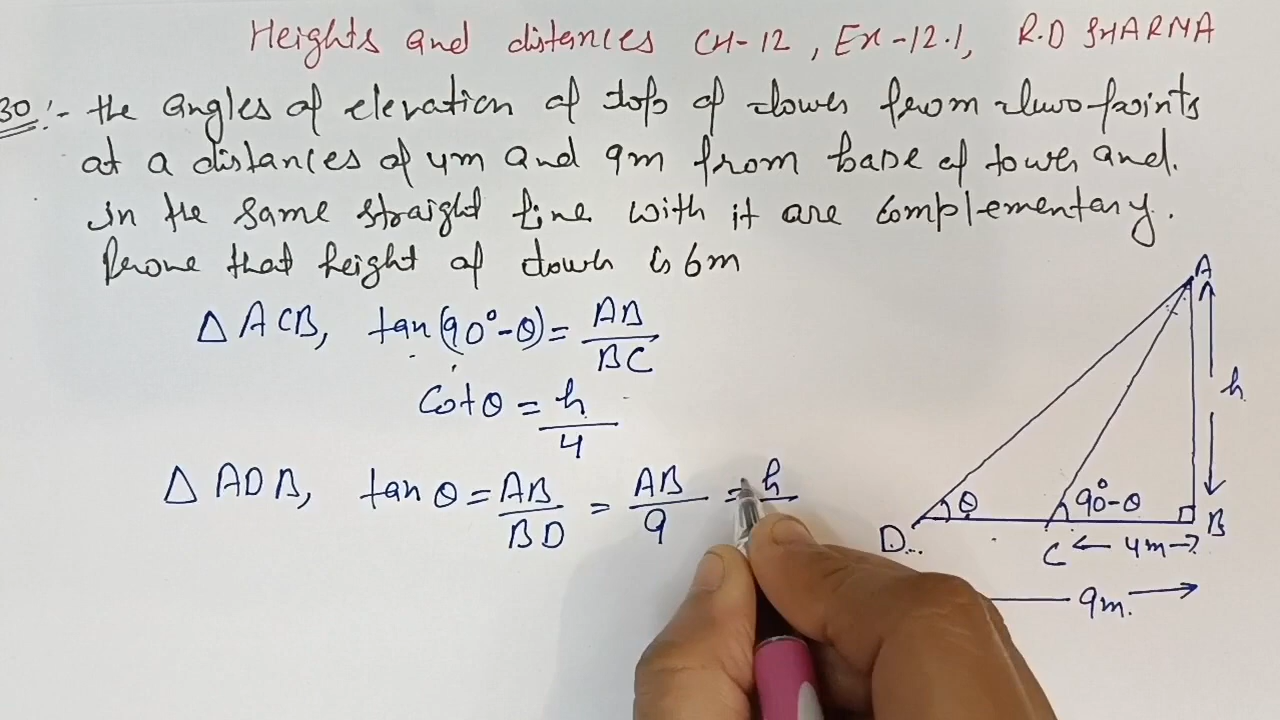 Heights and distances CH-12, Ex-12.1, R.D SHARMA
30:- the angles of elevation of top of tower from two points
at a distances of 4m and 9m from base of tower and.
in the same straight line with it are complementary.
Prove that height of tower is 6m
△ ACB, tan(90°-θ) = AB/BC
Cotθ = h/4
△ ADB, tan θ = AB/BD = AB/9 = h
A
h
θ
90°-θ
B
D
C
4m
9m.